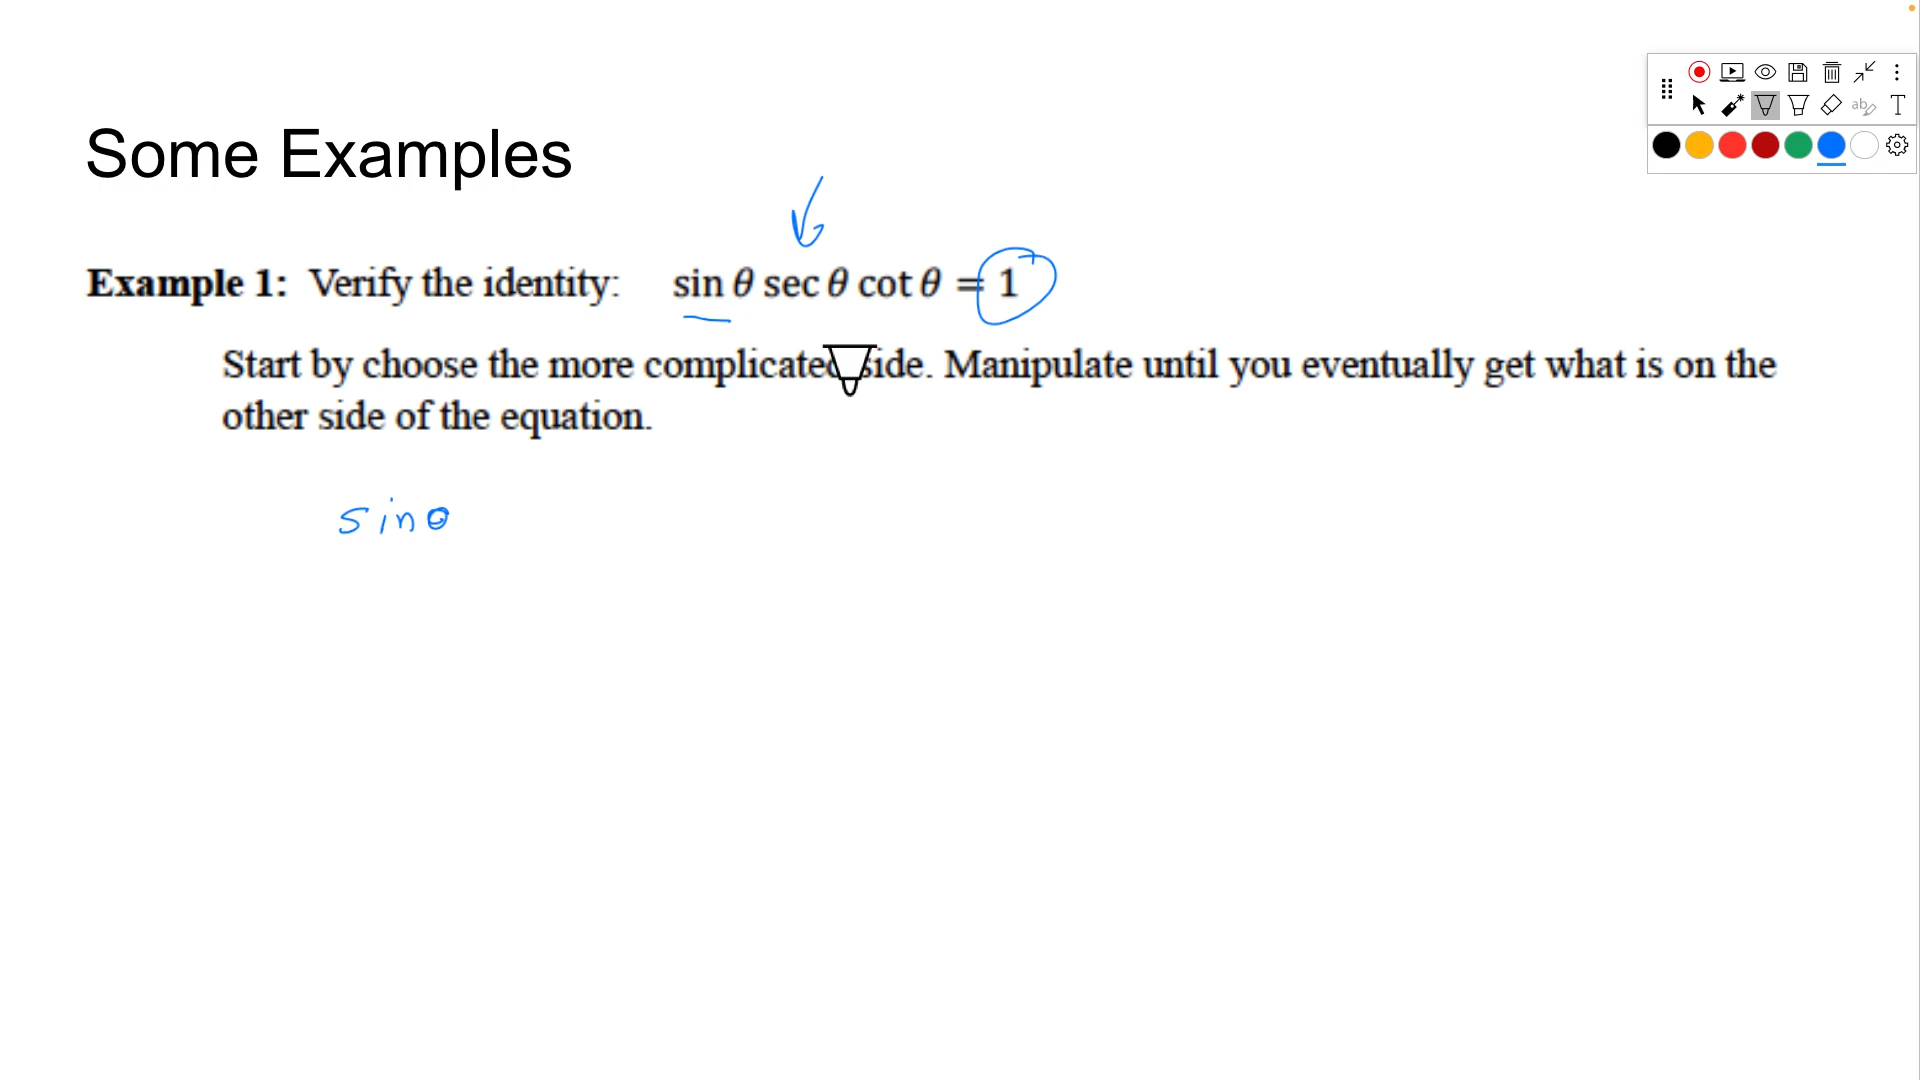 Some Examples
Example 1: Verify the identity: sin θ sec θ cot θ = 1
Start by choose the more complicated side. Manipulate until you eventually get what is on the
other side of the equation.
sin θ